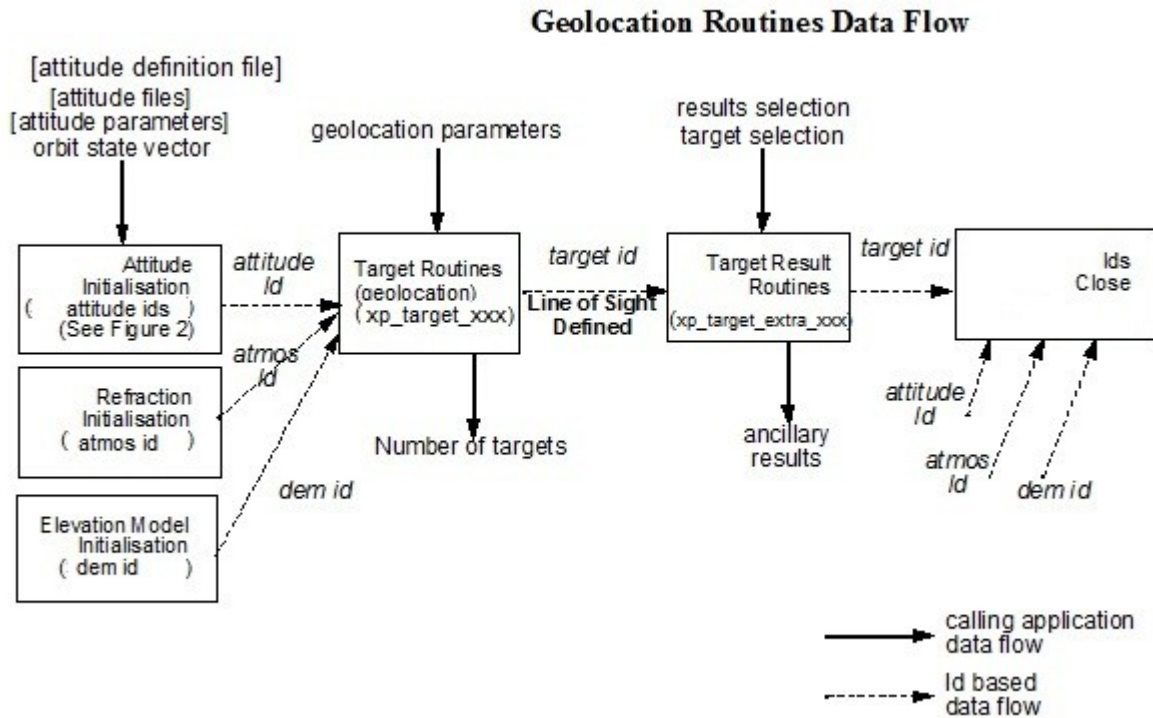 Geolocation Routines Data Flow
[attitude definition file]
[attitude files]
[attitude parameters]
orbit state vector
geolocation parameters
results selection
target selection
Attitude
Initialisation
( attitude ids )
(See Figure 2)
attitude
Id
Target Routines
(geolocation)
( xp_target_xxx)
target id
Line of Sight
Defined
Target Result
Routines
(xp_target_extra_xxx)
target id
Ids
Close
atmos
Id
Refraction
Initialisation
( atmos id )
Number of targets
ancillary
results
attitude
Id
atmos
Id
dem id
dem id
Elevation Model
Initialisation
( dem id )
calling application
data flow
Id based
data flow